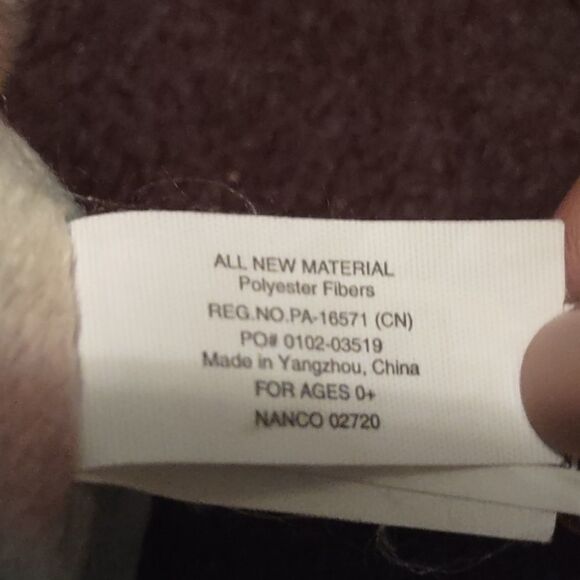 ALL NEW MATERIAL
Polyester Fibers
REG.NO.PA-16571 (CN)
PO# 0102-03519
Made in Yangzhou, China
FOR AGES 0+
NANCO 02720